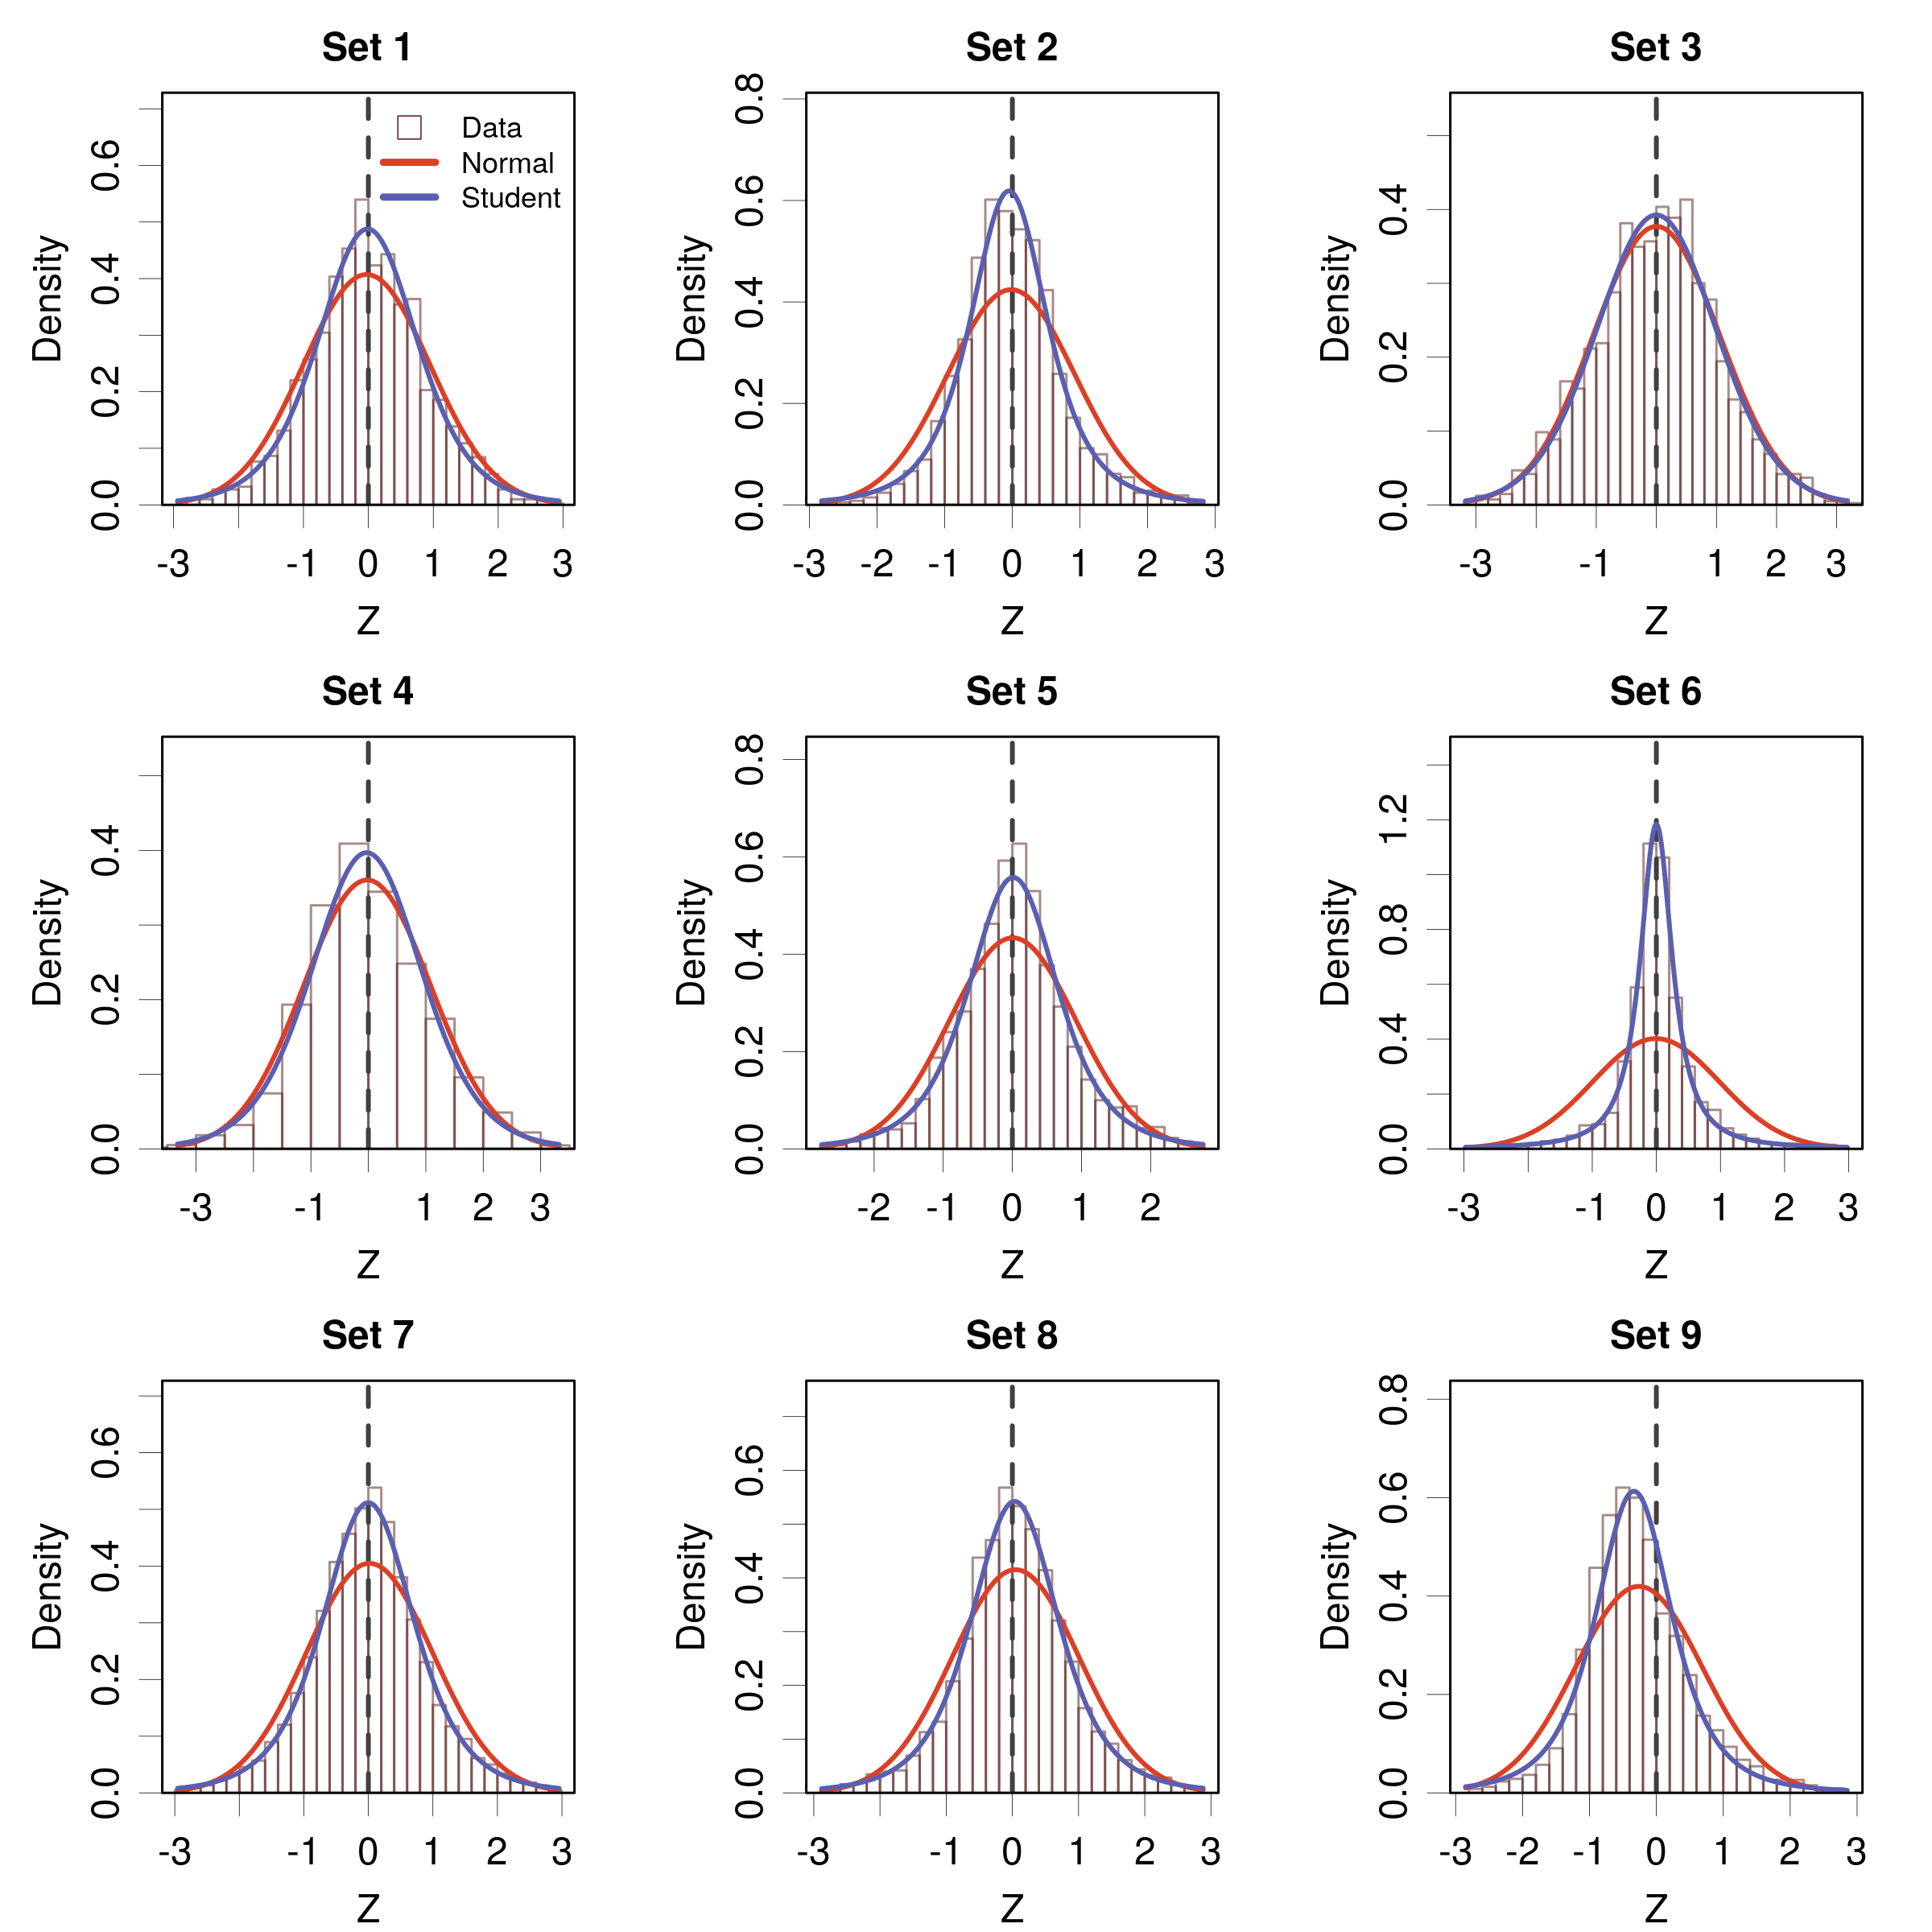 Set 1
Data
Normal
Student
Density
0.0 0.2 0.4 0.6
-3 -1 0 1 2 3
Z
Set 2
Density
0.0 0.2 0.4 0.6 0.8
-3 -2 -1 0 1 2 3
Z
Set 3
Density
0.0 0.2 0.4
-3 -1 1 2 3
Z
Set 4
Density
0.0 0.2 0.4
-3 -1 1 2 3
Z
Set 5
Density
0.0 0.2 0.4 0.6 0.8
-2 -1 0 1 2
Z
Set 6
Density
0.0 0.4 0.8 1.2
-3 -1 0 1 2 3
Z
Set 7
Density
0.0 0.2 0.4 0.6
-3 -1 0 1 2 3
Z
Set 8
Density
0.0 0.2 0.4 0.6
-3 -1 0 1 2 3
Z
Set 9
Density
0.0 0.2 0.4 0.6 0.8
-3 -2 -1 0 1 2 3
Z